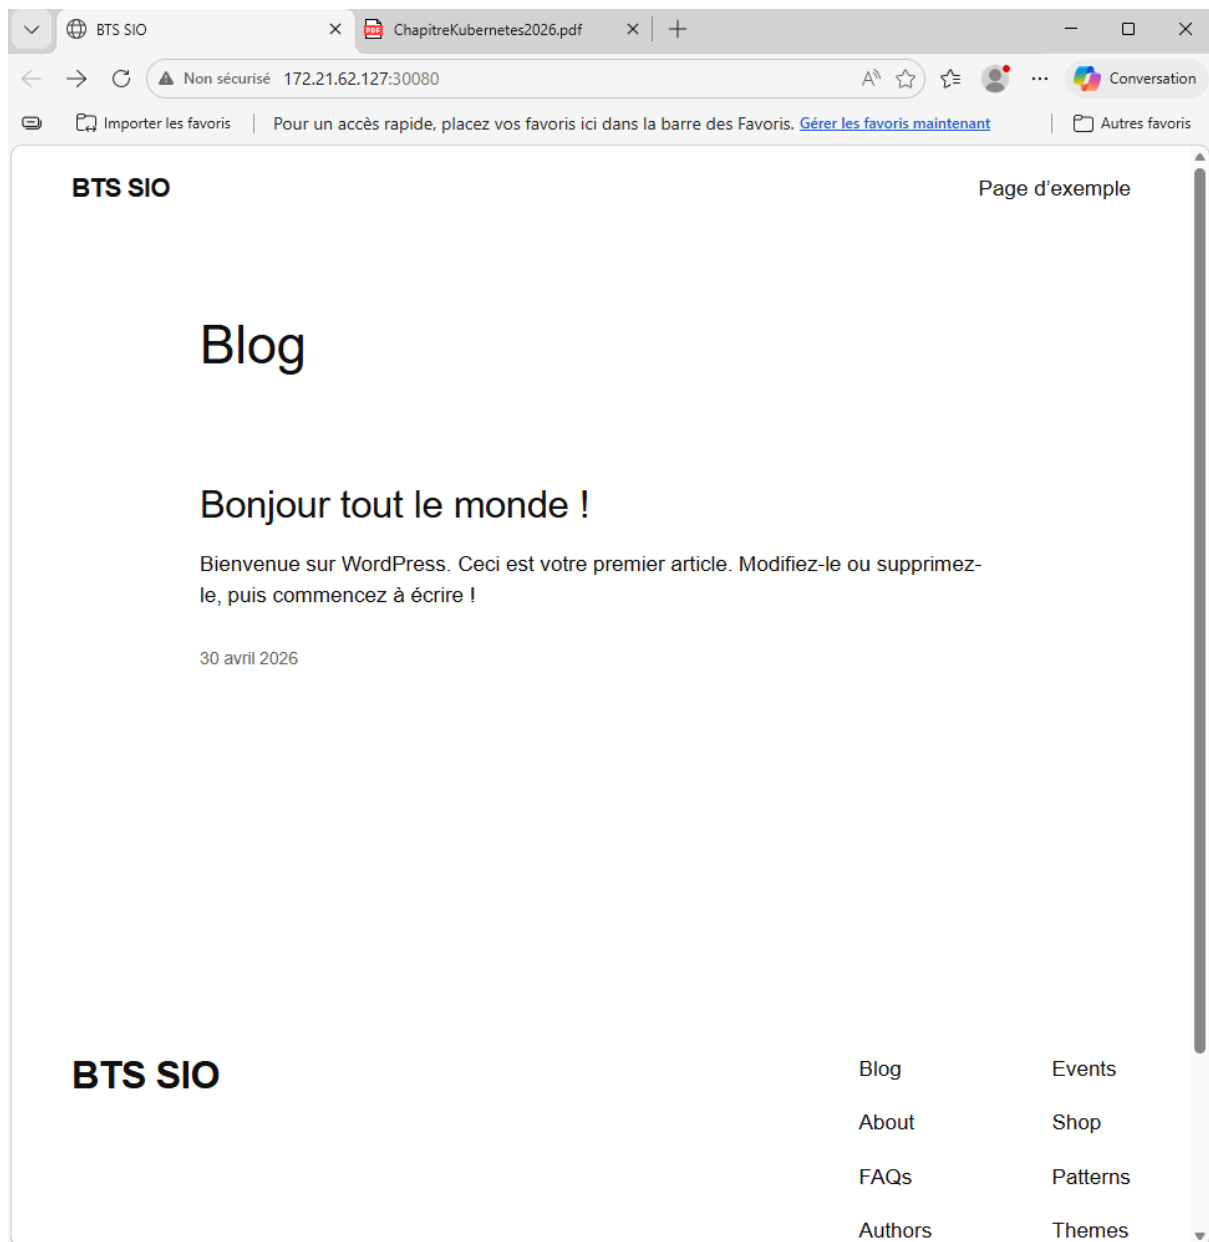 BTS SIO
ChapitreKubernetes2026.pdf
Non sécurisé 172.21.62.127:30080
Conversation
Importer les favoris
Pour un accès rapide, placez vos favoris ici dans la barre des Favoris. Gérer les favoris maintenant
Autres favoris
BTS SIO
Page d’exemple
Blog
Bonjour tout le monde !
Bienvenue sur WordPress. Ceci est votre premier article. Modifiez-le ou supprimez-
le, puis commencez à écrire !
30 avril 2026
BTS SIO
Blog
Events
About
Shop
FAQs
Patterns
Authors
Themes